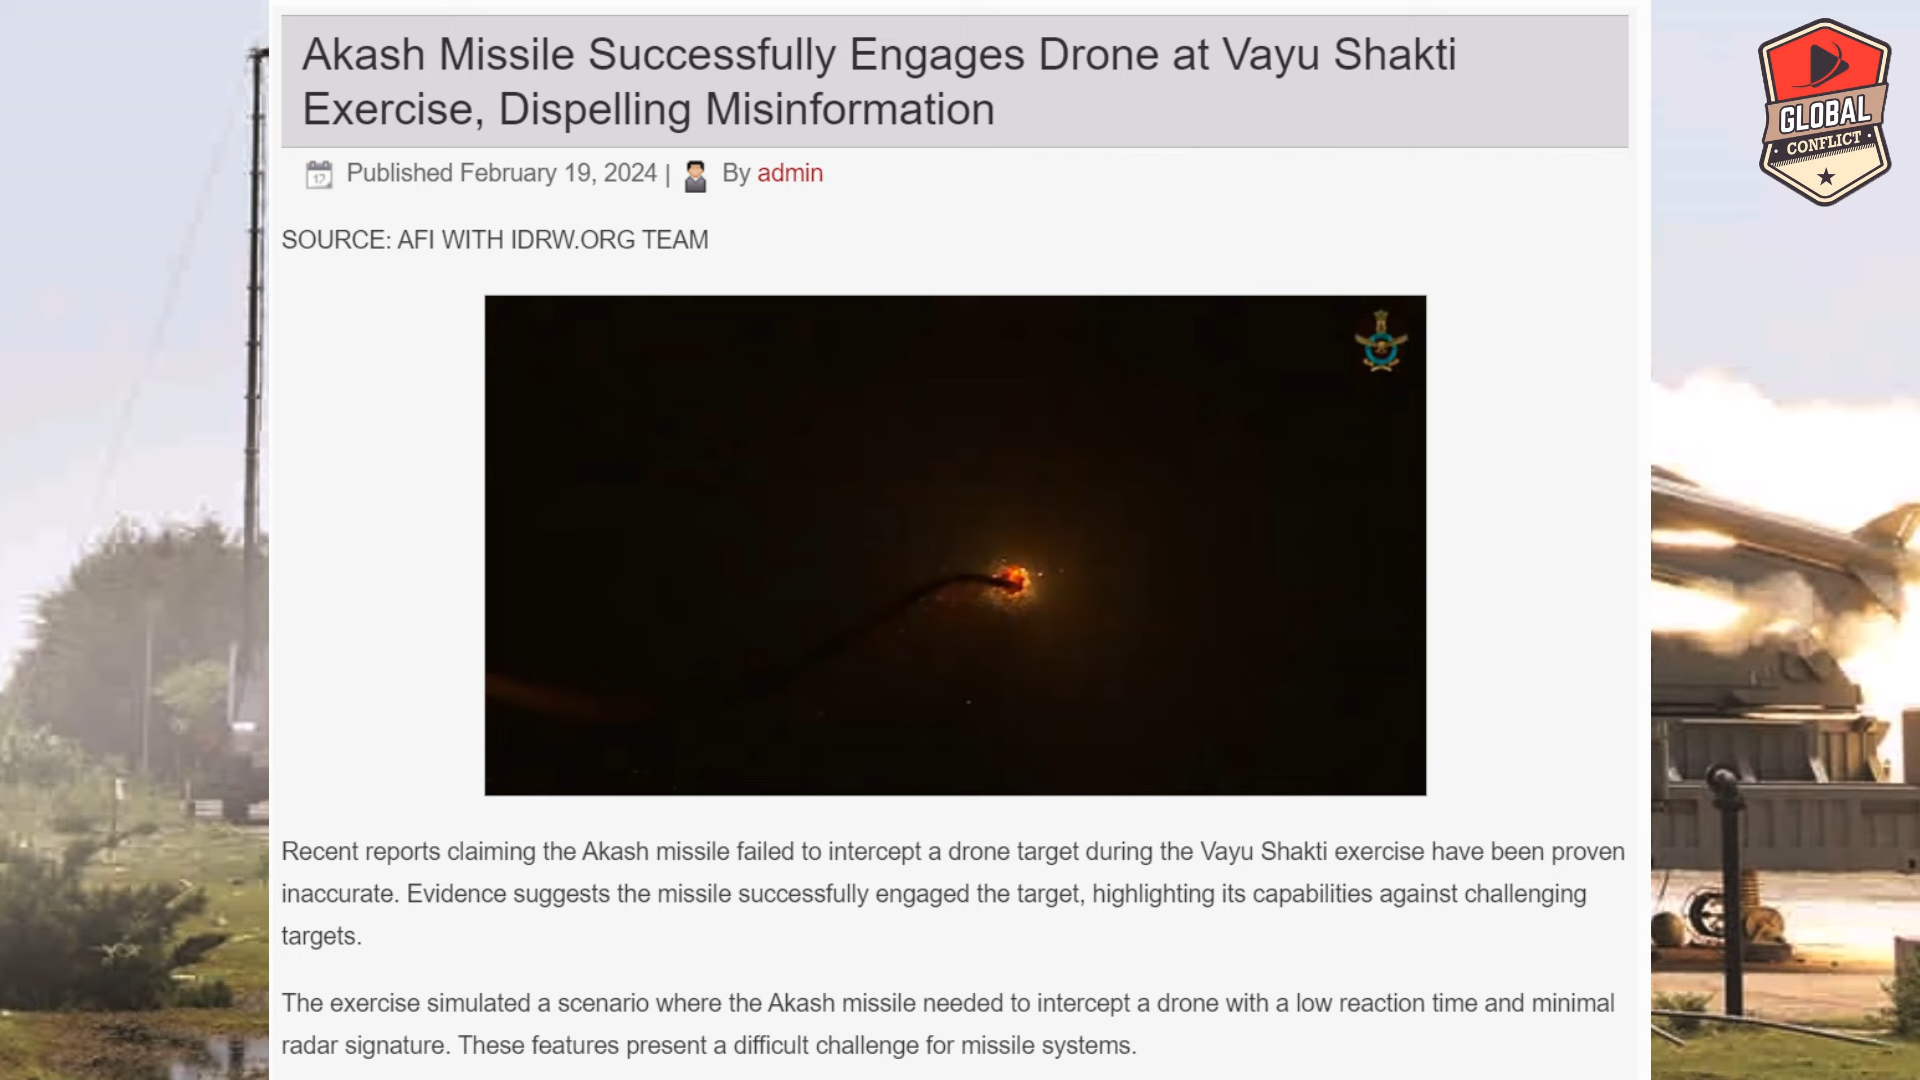 Akash Missile Successfully Engages Drone at Vayu Shakti
Exercise, Dispelling Misinformation
17 Published February 19, 2024 | By admin
SOURCE: AFI WITH IDRW.ORG TEAM
GLOBAL
CONFLICT
Recent reports claiming the Akash missile failed to intercept a drone target during the Vayu Shakti exercise have been proven
inaccurate. Evidence suggests the missile successfully engaged the target, highlighting its capabilities against challenging
targets.
The exercise simulated a scenario where the Akash missile needed to intercept a drone with a low reaction time and minimal
radar signature. These features present a difficult challenge for missile systems.